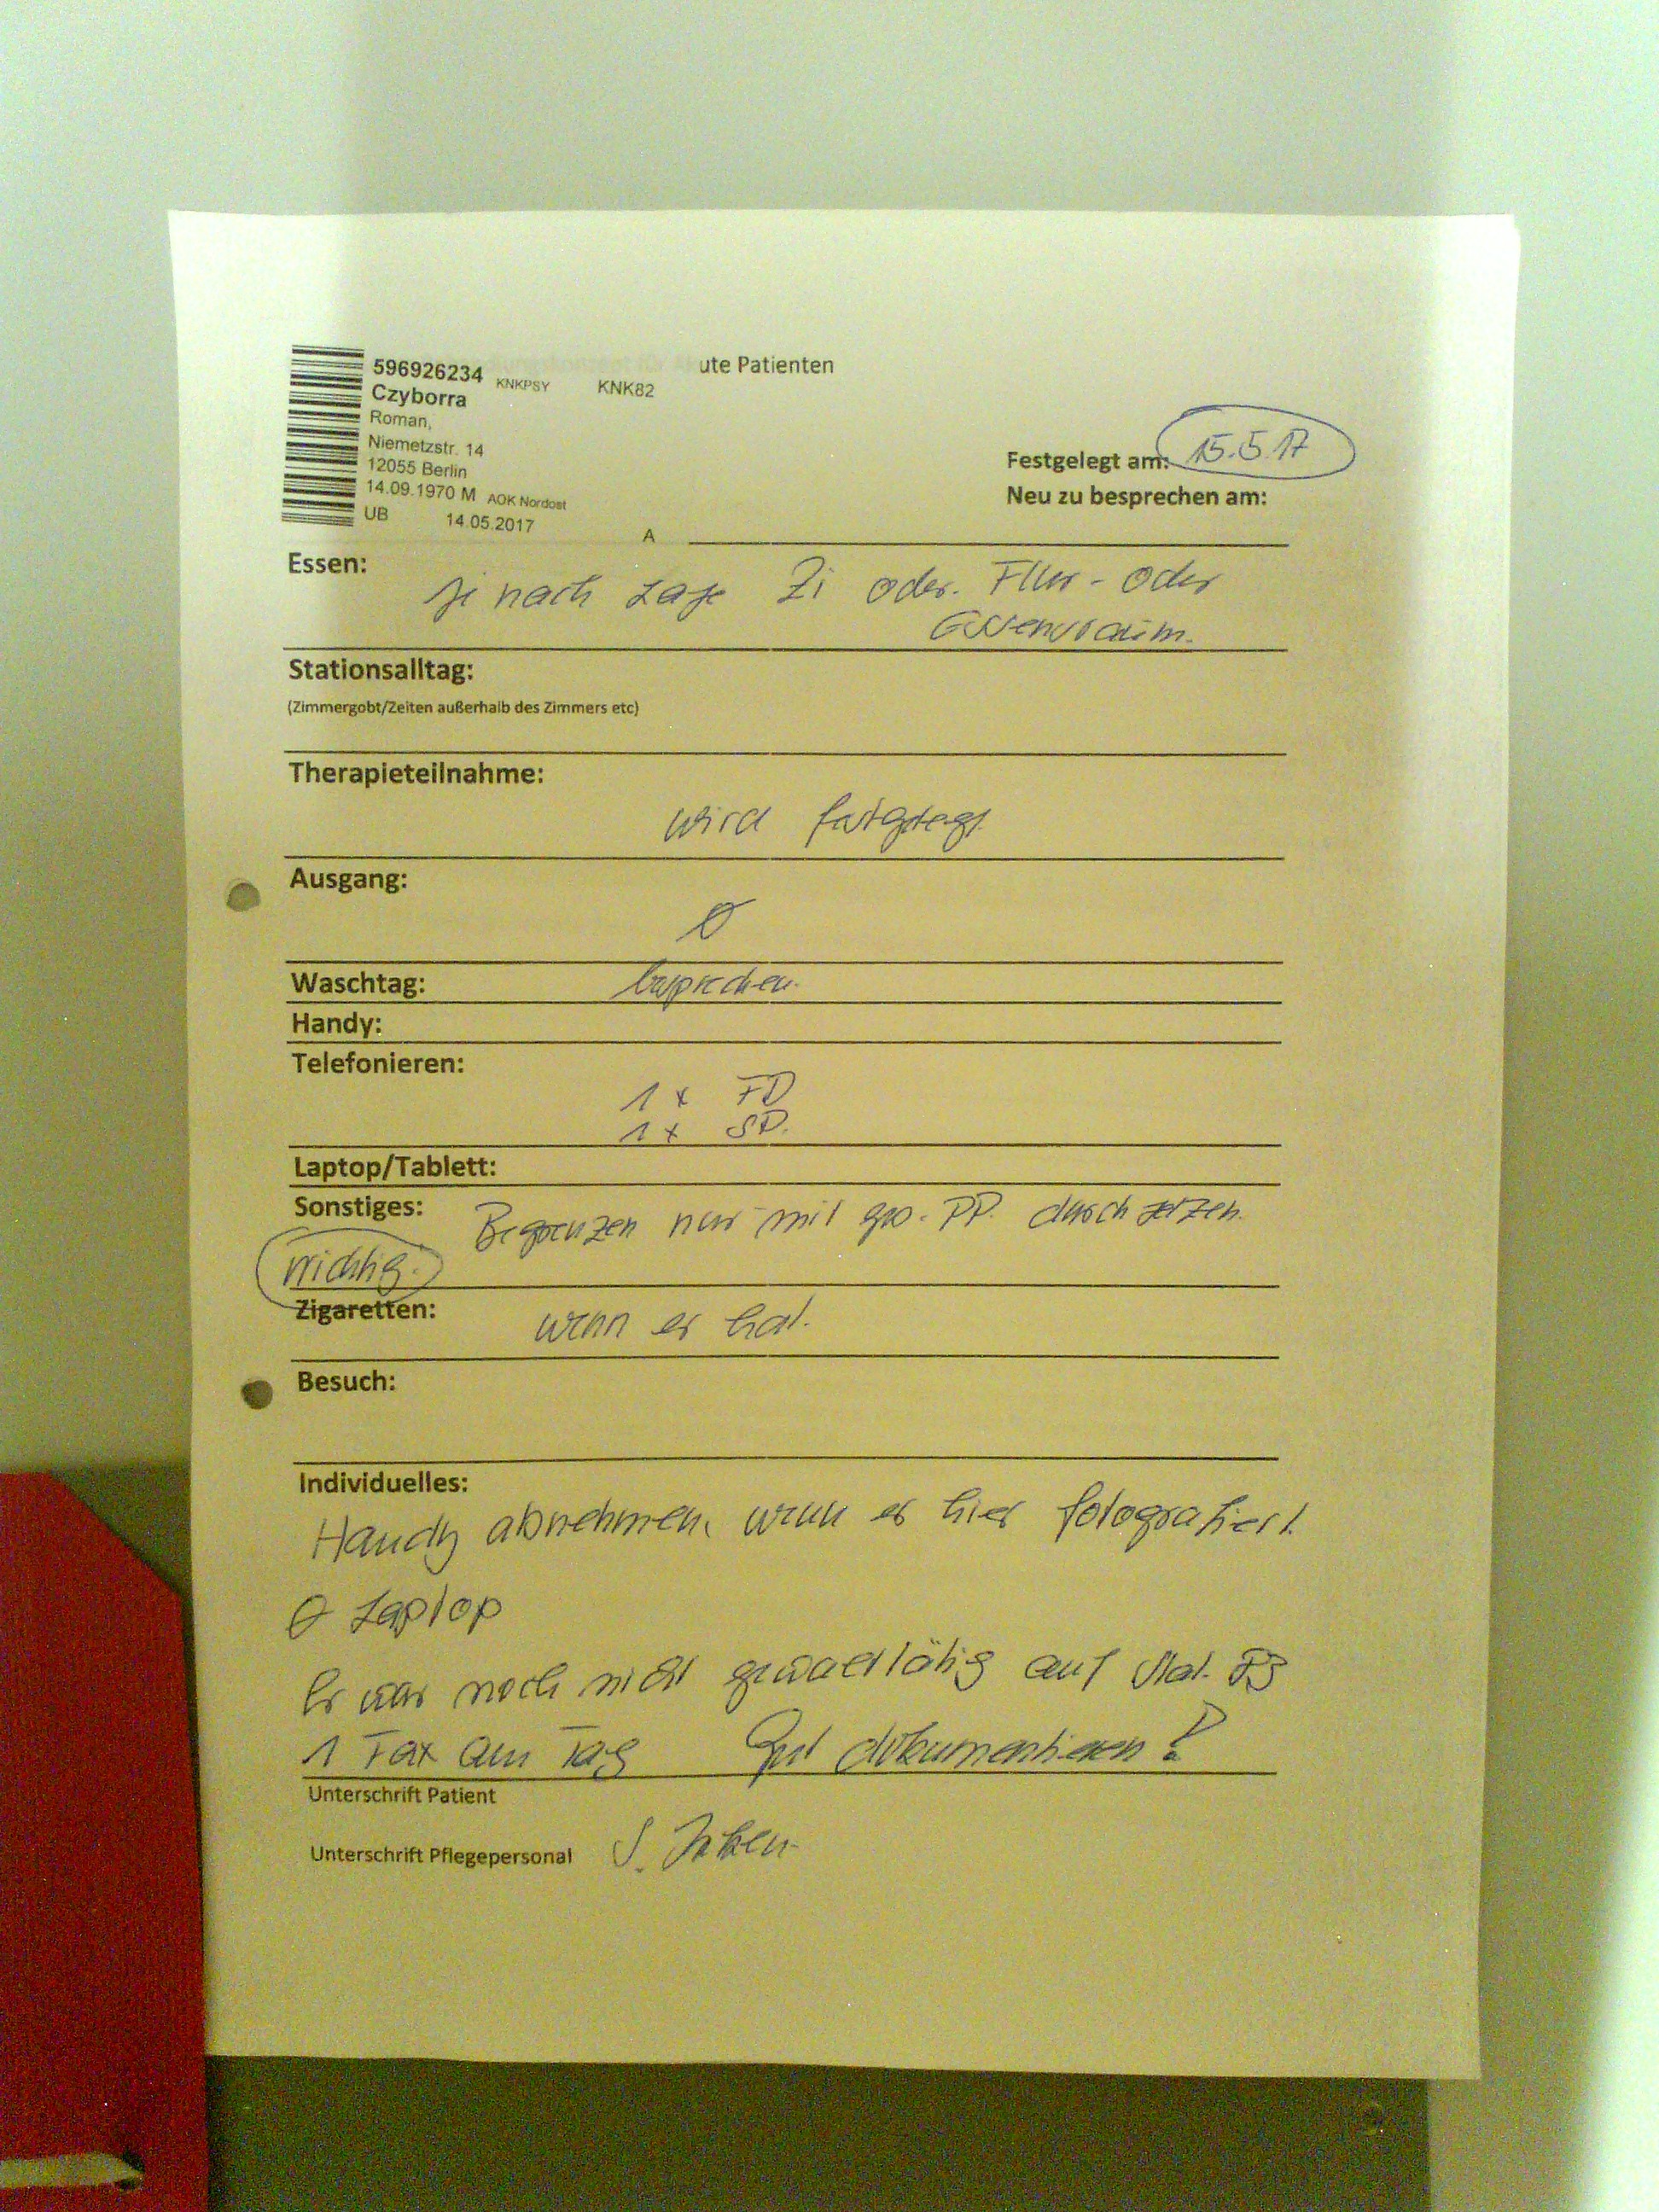 ute Patienten
596926234 KNKPSY KNK82
Czyborra
Roman,
Niemetzstr. 14
12055 Berlin
14.09.1970 M AOK Nordost
UB 14.05.2017
A
Festgelegt am: 15.5.17
Neu zu besprechen am:
Essen: je nach Lage Zi oder. Flur- oder
Essensraum.
Stationsalltag:
(Zimmergobt/Zeiten außerhalb des Zimmers etc)
Therapieteilnahme:
wird festgelegt
Ausgang:
Ø
Waschtag: besprechen.
Handy:
Telefonieren:
1 x FD
1 x SD.
Laptop/Tablett:
Sonstiges: Begrenzen nur mit PP. durchsetzen.
wichtig.
Zigaretten: wenn er hat.
Besuch:
Individuelles:
Handy abnehmen, wenn er hier fotografiert.
Ø Laptop
Er war noch nicht gewalttätig auf Stat.
1 Fax am Tag Gut dokumentieren!
Unterschrift Patient
Unterschrift Pflegepersonal S.